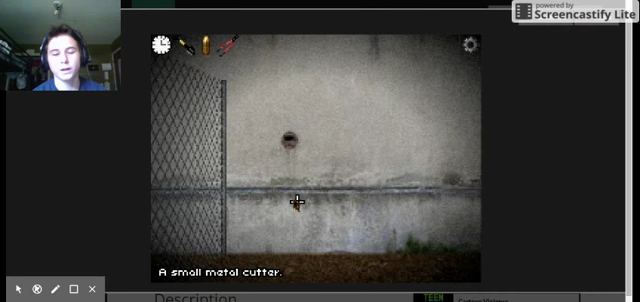 powered by
Screencastify Lite
A small metal cutter.
Description
TEEN